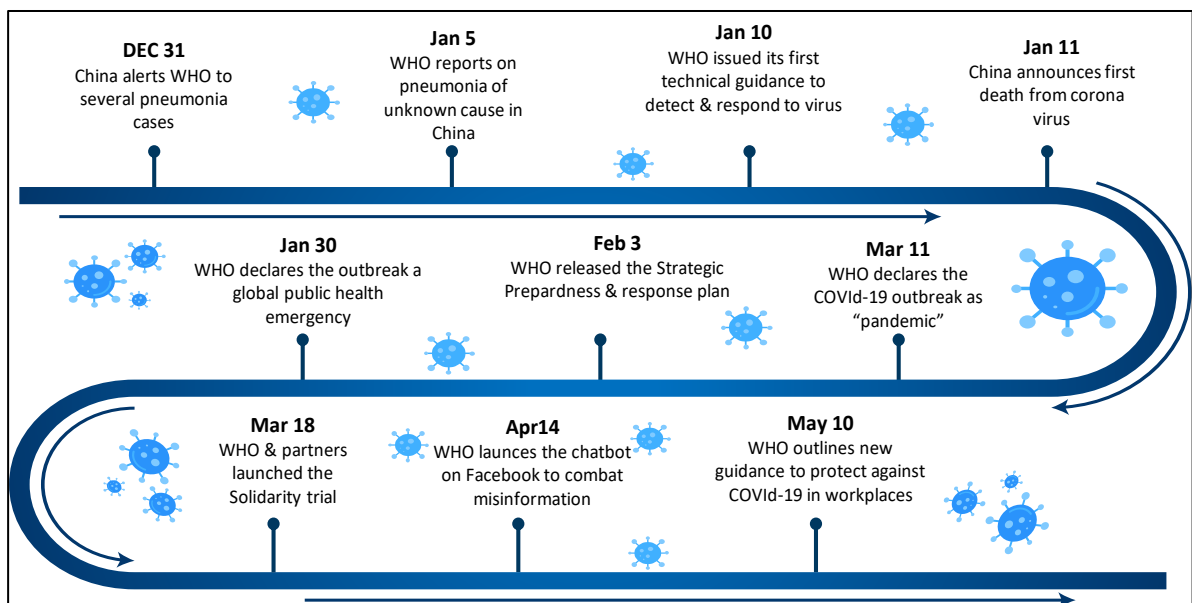 DEC 31
China alerts WHO to
several pneumonia
cases
Jan 5
WHO reports on
pneumonia of
unknown cause in
China
Jan 10
WHO issued its first
technical guidance to
detect & respond to virus
Jan 11
China announces first
death from corona
virus
Jan 30
WHO declares the outbreak a
global public health
emergency
Feb 3
WHO released the Strategic
Prepardness & response plan
Mar 11
WHO declares the
COVId-19 outbreak as
“pandemic”
Mar 18
WHO & partners
launched the
Solidarity trial
Apr14
WHO launces the chatbot
on Facebook to combat
misinformation
May 10
WHO outlines new
guidance to protect against
COVId-19 in workplaces